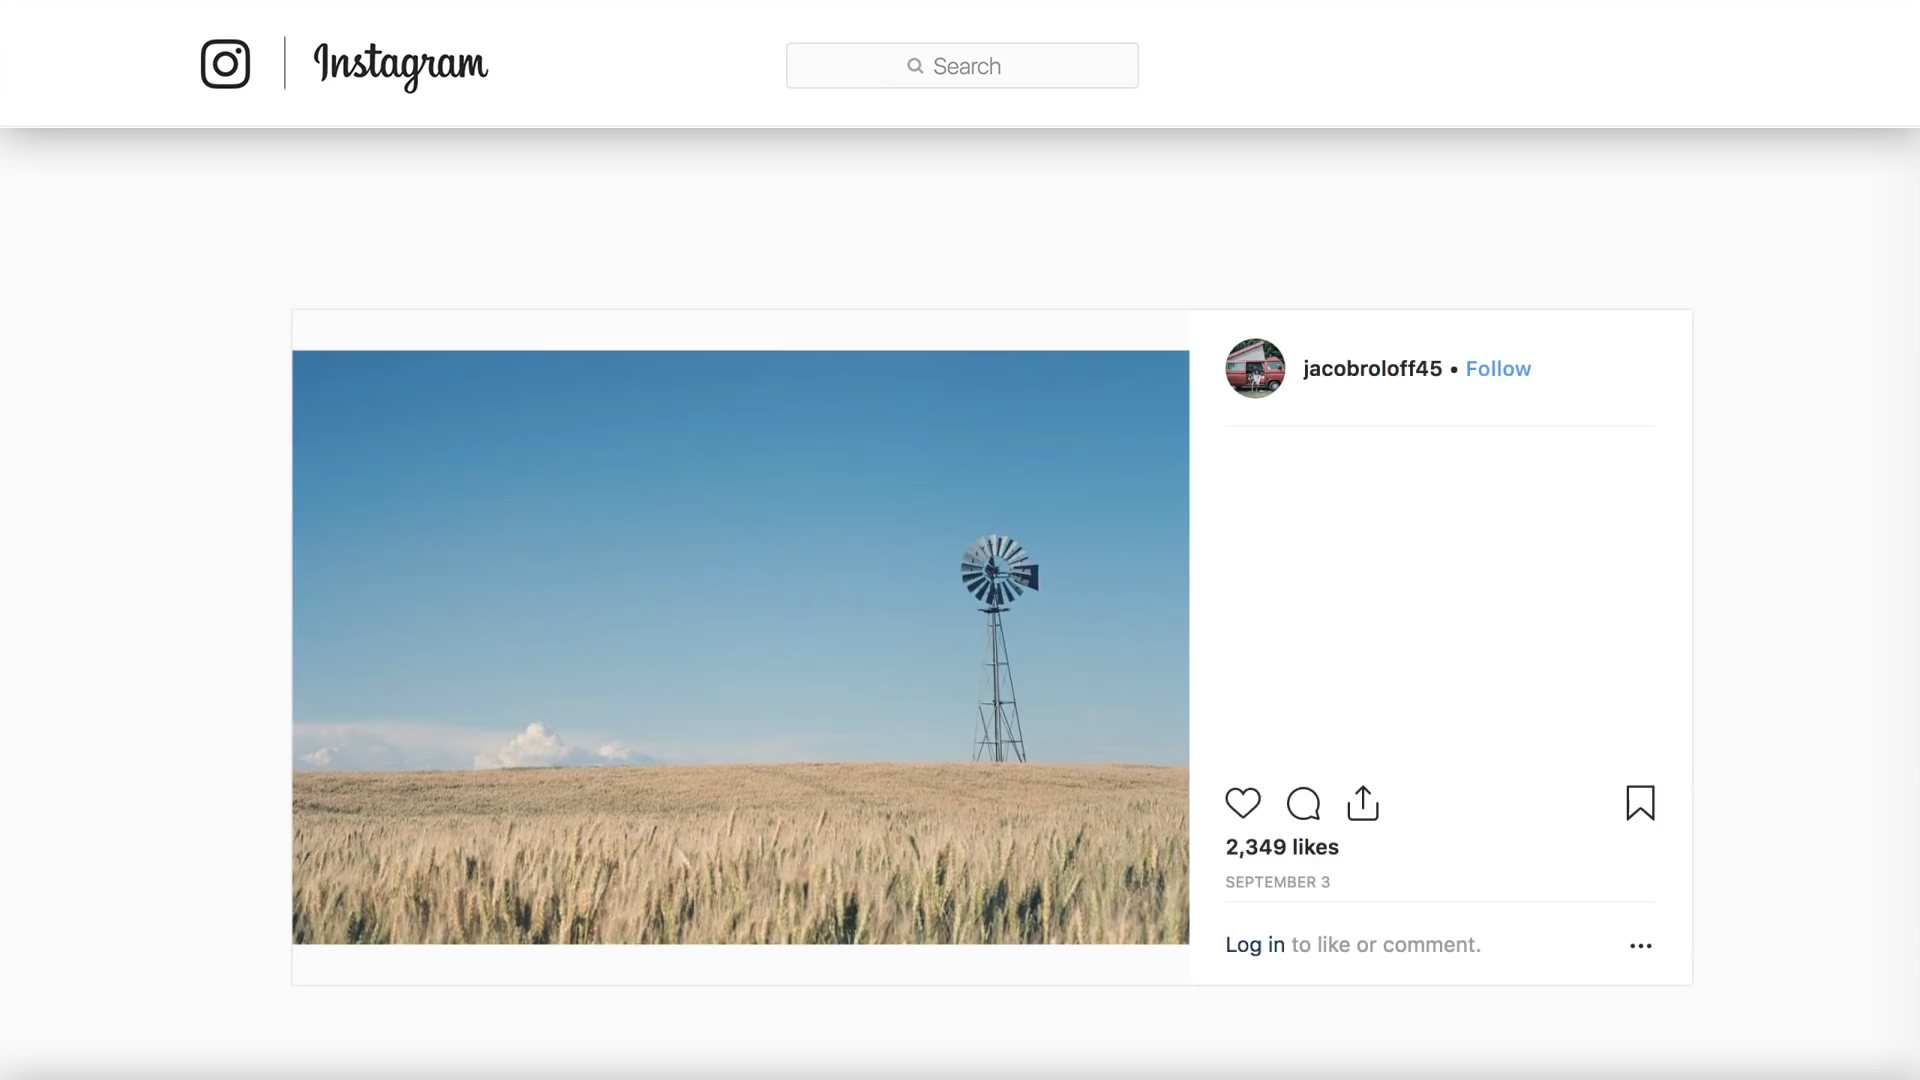 Instagram
Search
jacobroloff45 • Follow
2,349 likes
SEPTEMBER 3
Log in to like or comment.